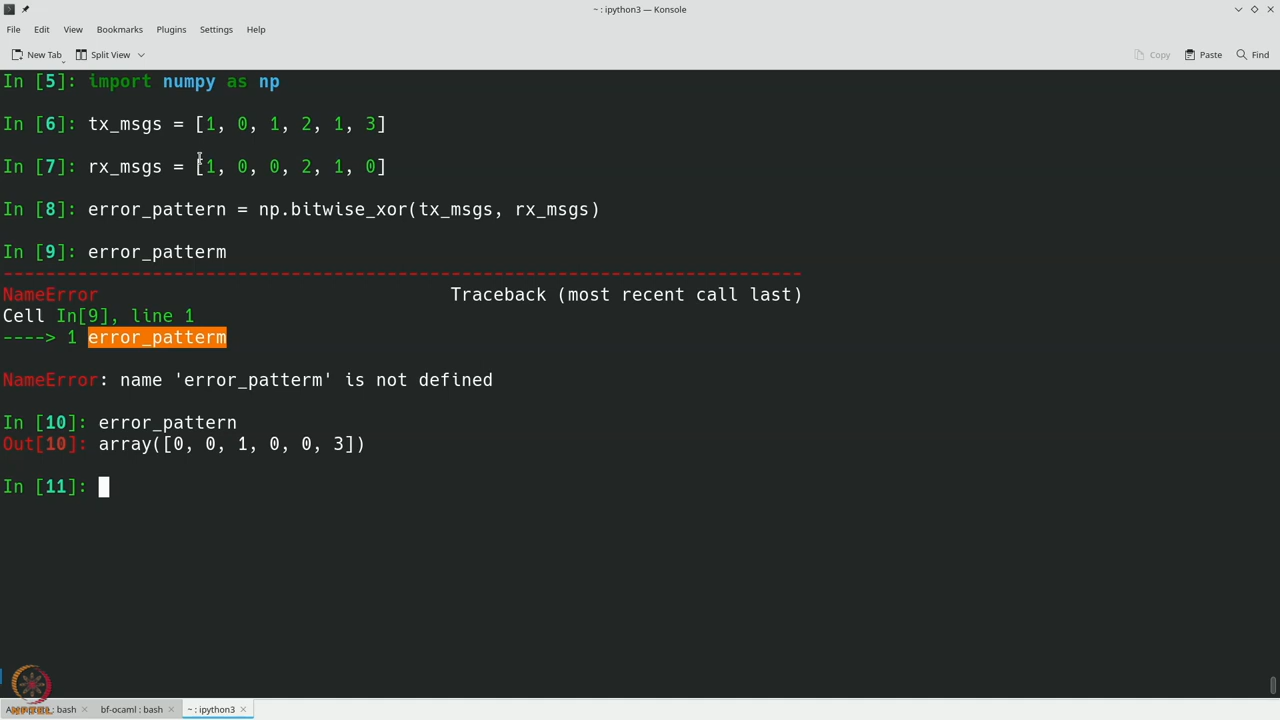 ~ : ipython3 — Konsole
File Edit View Bookmarks Plugins Settings Help
New Tab Split View Copy Paste Find
In [5]: import numpy as np
In [6]: tx_msgs = [1, 0, 1, 2, 1, 3]
In [7]: rx_msgs = [1, 0, 0, 2, 1, 0]
In [8]: error_pattern = np.bitwise_xor(tx_msgs, rx_msgs)
In [9]: error_patterm
---------------------------------------------------------------------------
NameError Traceback (most recent call last)
Cell In[9], line 1
----> 1 error_patterm
NameError: name 'error_patterm' is not defined
In [10]: error_pattern
Out[10]: array([0, 0, 1, 0, 0, 3])
In [11]:
: bash bf-ocaml : bash ~ : ipython3
NPTEL